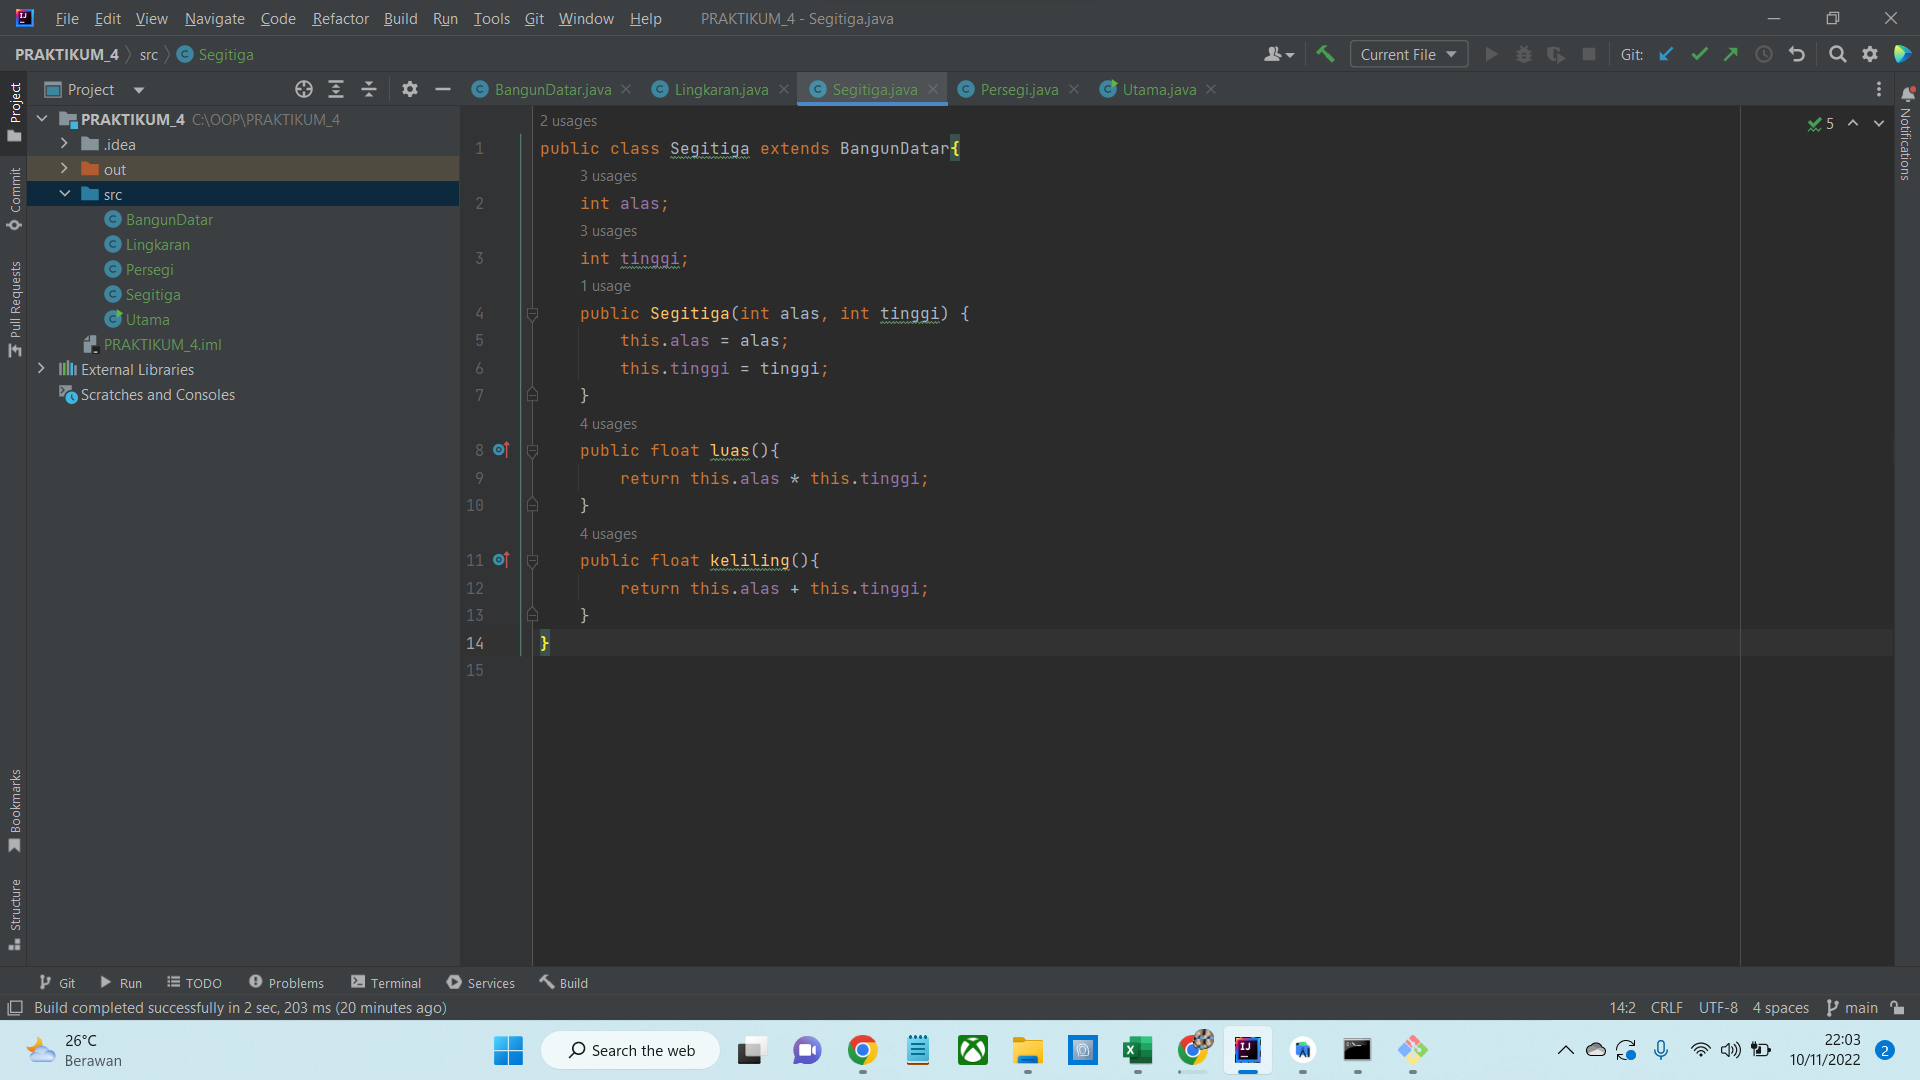 File Edit View Navigate Code Refactor Build Run Tools Git Window Help PRAKTIKUM_4 - Segitiga.java
PRAKTIKUM_4 src Segitiga Current File Git:
Project BangunDatar.java Lingkaran.java Segitiga.java Persegi.java Utama.java
Project
Commit
Pull Requests
Bookmarks
Structure
Notifications
PRAKTIKUM_4 C:\OOP\PRAKTIKUM_4
.idea
out
src
BangunDatar
Lingkaran
Persegi
Segitiga
Utama
PRAKTIKUM_4.iml
External Libraries
Scratches and Consoles
5
2 usages
1 public class Segitiga extends BangunDatar{
3 usages
2 int alas;
3 usages
3 int tinggi;
1 usage
4 public Segitiga(int alas, int tinggi) {
5 this.alas = alas;
6 this.tinggi = tinggi;
7 }
4 usages
8 public float luas(){
9 return this.alas * this.tinggi;
10 }
4 usages
11 public float keliling(){
12 return this.alas + this.tinggi;
13 }
14 }
15
Git Run TODO Problems Terminal Services Build
Build completed successfully in 2 sec, 203 ms (20 minutes ago) 14:2 CRLF UTF-8 4 spaces main
26°C
Berawan
Search the web
22:03
10/11/2022
2